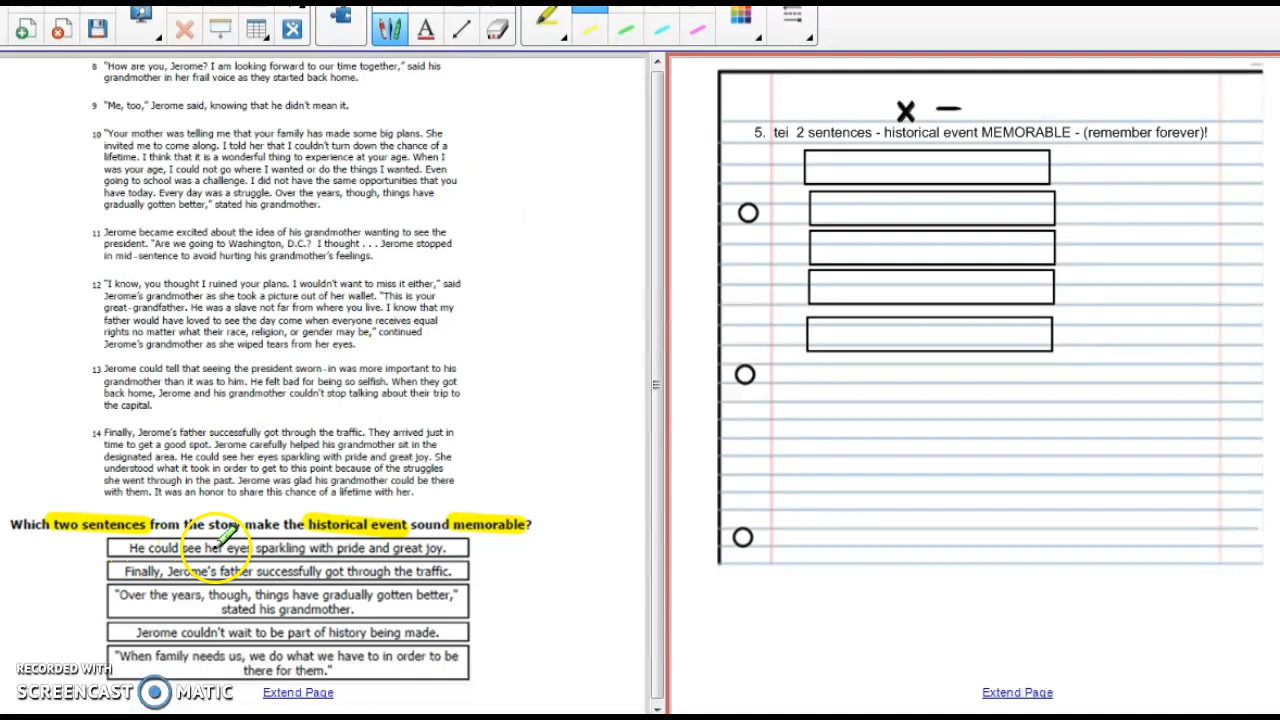 8 "How are you, Jerome? I am looking forward to our time together," said his
grandmother in her frail voice as they started back home.
9 "Me, too," Jerome said, knowing that he didn't mean it.
10 "Your mother was telling me that your family has made some big plans. She
invited me to come along. I told her that I couldn't turn down the chance of a
lifetime. I think that it is a wonderful thing to experience at your age. When I
was your age, I could not go where I wanted or do the things I wanted. Even
going to school was a challenge. I did not have the same opportunities that you
have today. Every day was a struggle. Over the years, though, things have
gradually gotten better," stated his grandmother.
11 Jerome became excited about the idea of his grandmother wanting to see the
president. "Are we going to Washington, D.C.? I thought . . . Jerome stopped
in mid-sentence to avoid hurting his grandmother's feelings.
12 "I know, you thought I ruined your plans. I wouldn't want to miss it either," said
Jerome's grandmother as she took a picture out of her wallet. "This is your
great-grandfather. He was a slave not far from where you live. I know that my
father would have loved to see the day come when everyone receives equal
rights no matter what their race, religion, or gender may be," continued
Jerome's grandmother as she wiped tears from her eyes.
13 Jerome could tell that seeing the president sworn-in was more important to his
grandmother than it was to him. He felt bad for being so selfish. When they got
back home, Jerome and his grandmother couldn't stop talking about their trip to
the capital.
14 Finally, Jerome's father successfully got through the traffic. They arrived just in
time to get a good spot. Jerome carefully helped his grandmother sit in the
designated area. He could see her eyes sparkling with pride and great joy. She
understood what it took in order to get to this point because of the struggles
she went through in the past. Jerome was glad his grandmother could be there
with them. It was an honor to share this chance of a lifetime with her.
Which two sentences from the story make the historical event sound memorable?
He could see her eyes sparkling with pride and great joy.
Finally, Jerome's father successfully got through the traffic.
"Over the years, though, things have gradually gotten better,"
stated his grandmother.
Jerome couldn't wait to be part of history being made.
"When family needs us, we do what we have to in order to be
there for them."
Extend Page
RECORDED WITH
SCREENCAST MATIC
x –
5. tei 2 sentences - historical event MEMORABLE - (remember forever)!
Extend Page